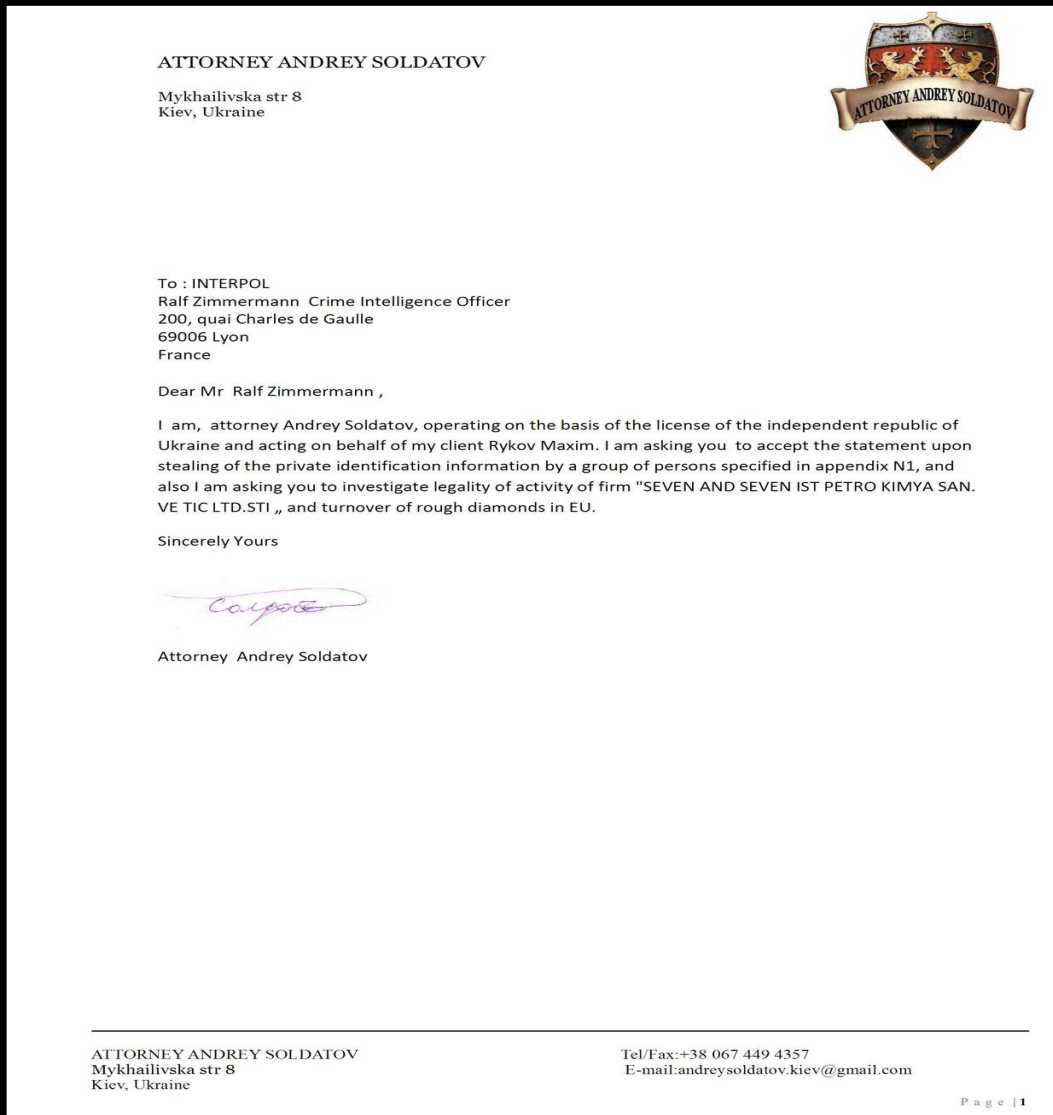 ATTORNEY ANDREY SOLDATOV
Mykhailivska str 8
Kiev, Ukraine
ATTORNEY ANDREY SOLDATOV
To : INTERPOL
Ralf Zimmermann Crime Intelligence Officer
200, quai Charles de Gaulle
69006 Lyon
France
Dear Mr Ralf Zimmermann ,
I am, attorney Andrey Soldatov, operating on the basis of the license of the independent republic of
Ukraine and acting on behalf of my client Rykov Maxim. I am asking you to accept the statement upon
stealing of the private identification information by a group of persons specified in appendix N1, and
also I am asking you to investigate legality of activity of firm "SEVEN AND SEVEN IST PETRO KIMYA SAN.
VE TIC LTD.STI „ and turnover of rough diamonds in EU.
Sincerely Yours
Attorney Andrey Soldatov
ATTORNEY ANDREY SOLDATOV
Mykhailivska str 8
Kiev, Ukraine
Tel/Fax:+38 067 449 4357
E-mail:andreysoldatov.kiev@gmail.com
Page |1